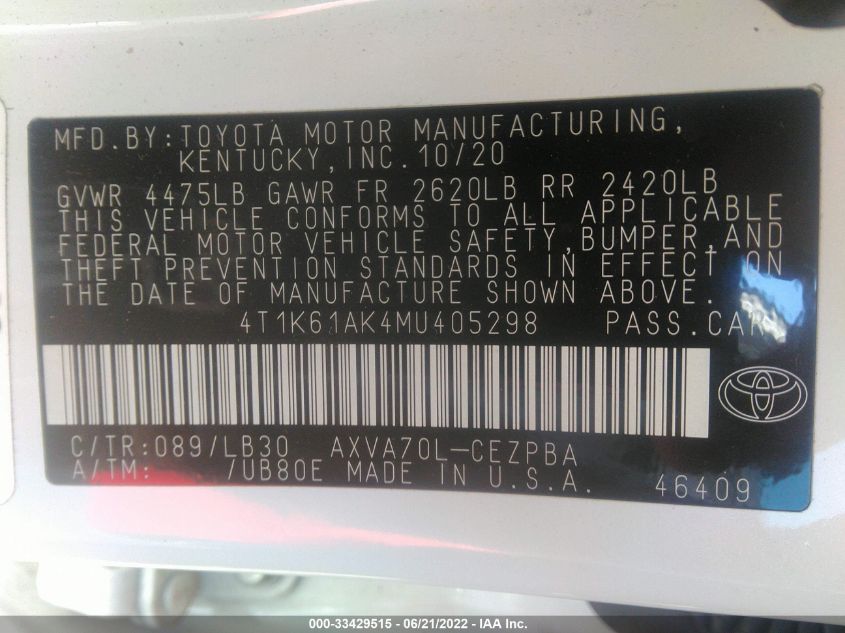 MFD.BY:TOYOTA MOTOR MANUFACTURING,
KENTUCKY,INC.10/20
GVWR 4475LB GAWR FR 2620LB RR 2420LB
THIS VEHICLE CONFORMS TO ALL APPLICABLE
FEDERAL MOTOR VEHICLE SAFETY,BUMPER,AND
THEFT PREVENTION STANDARDS IN EFFECT ON
THE DATE OF MANUFACTURE SHOWN ABOVE.
4T1K61AK4MU405298 PASS.CAR
C/TR:089/LB30 AXVA70L-CEZPBA
A/TM: /UB80E MADE IN U.S.A. 46409
000-33429515 - 06/21/2022 - IAA Inc.